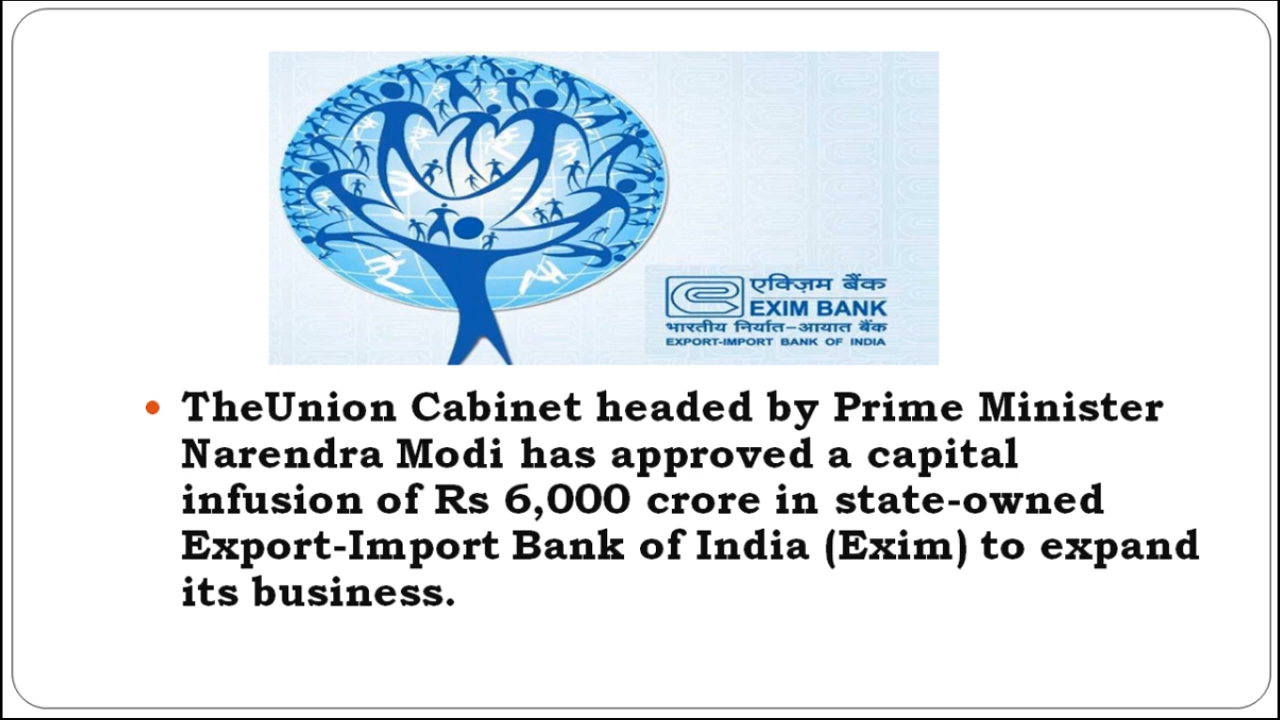 एक्ज़िम बैंक
EXIM BANK
भारतीय निर्यात-आयात बैंक
EXPORT-IMPORT BANK OF INDIA
• TheUnion Cabinet headed by Prime Minister
Narendra Modi has approved a capital
infusion of Rs 6,000 crore in state-owned
Export-Import Bank of India (Exim) to expand
its business.